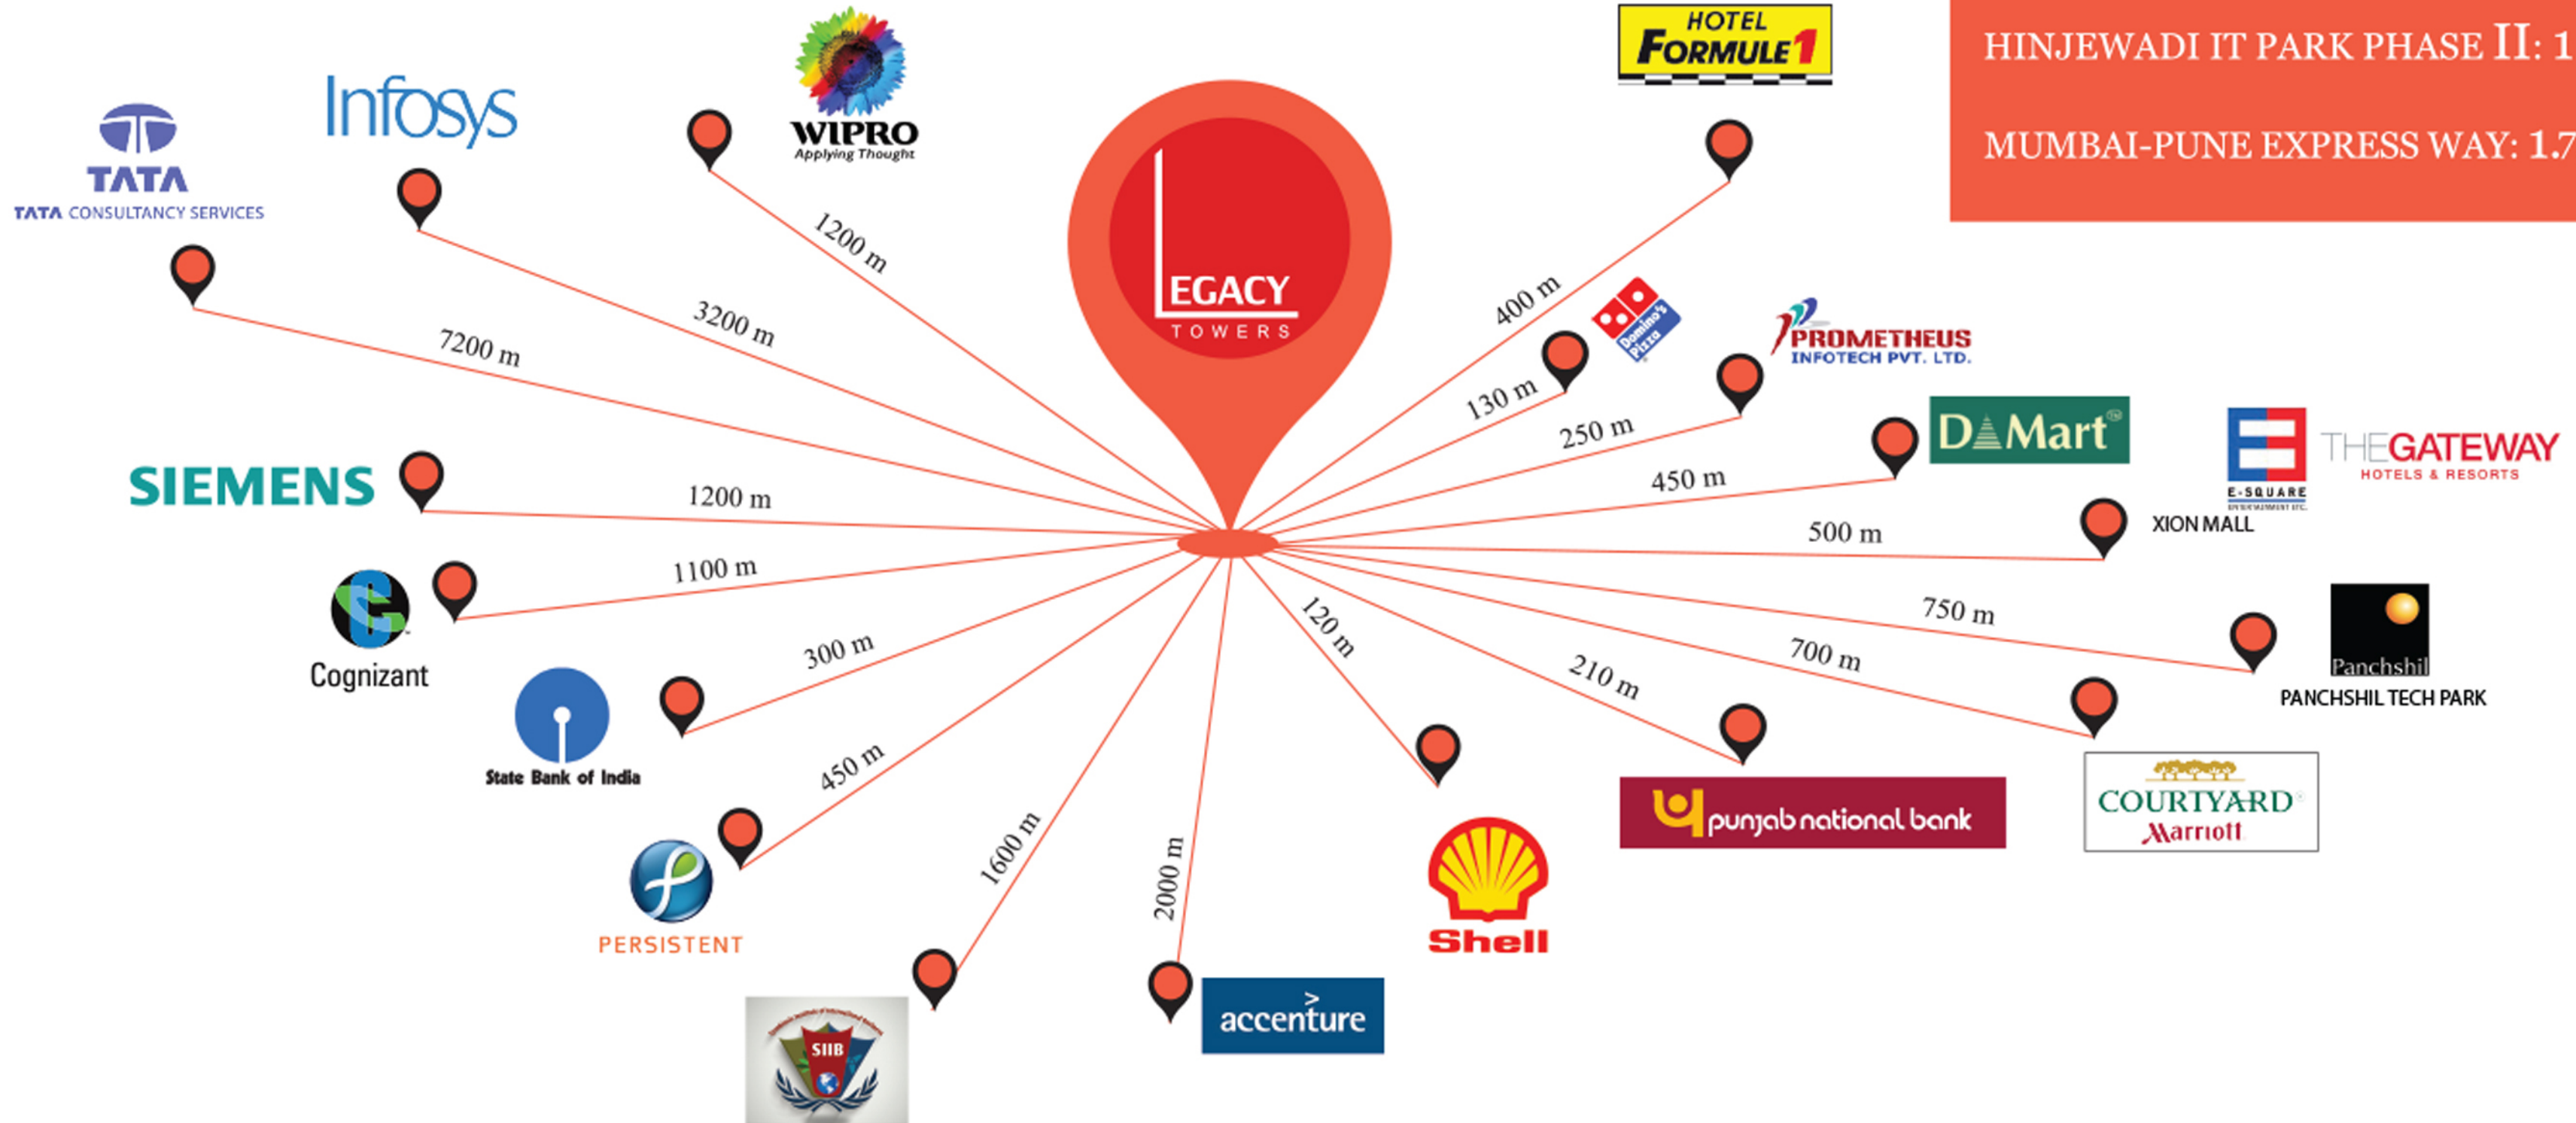 HOTEL
FORMULE1
HINJEWADI IT PARK PHASE II: 1
MUMBAI-PUNE EXPRESS WAY: 1.7
WIPRO
Applying Thought
Infosys
TATA
TATA CONSULTANCY SERVICES
LEGACY
TOWERS
1200 m
3200 m
7200 m
400 m
Domino's
Pizza
130 m
PROMETHEUS
INFOTECH PVT. LTD.
250 m
D Mart™
450 m
E-SQUARE
THE GATEWAY
HOTELS & RESORTS
XION MALL
500 m
SIEMENS
1200 m
1100 m
Cognizant
300 m
State Bank of India
450 m
PERSISTENT
1600 m
SIIB
2000 m
accenture
120 m
Shell
210 m
punjab national bank
700 m
COURTYARD®
Marriott
750 m
Panchshil
PANCHSHIL TECH PARK